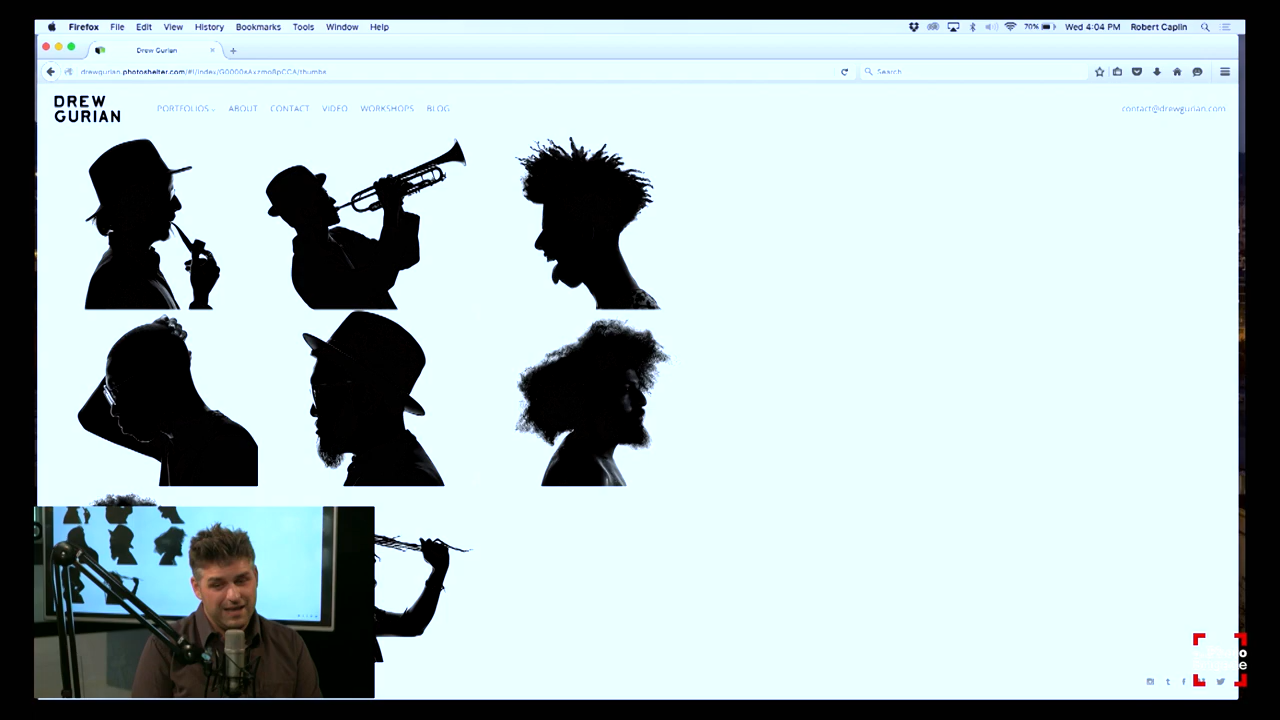 Firefox File Edit View History Bookmarks Tools Window Help 70% Wed 4:04 PM Robert Caplin
Drew Gurian
Search
DREW
GURIAN
PORTFOLIOS ABOUT CONTACT VIDEO WORKSHOPS BLOG contact@drewgurian.com